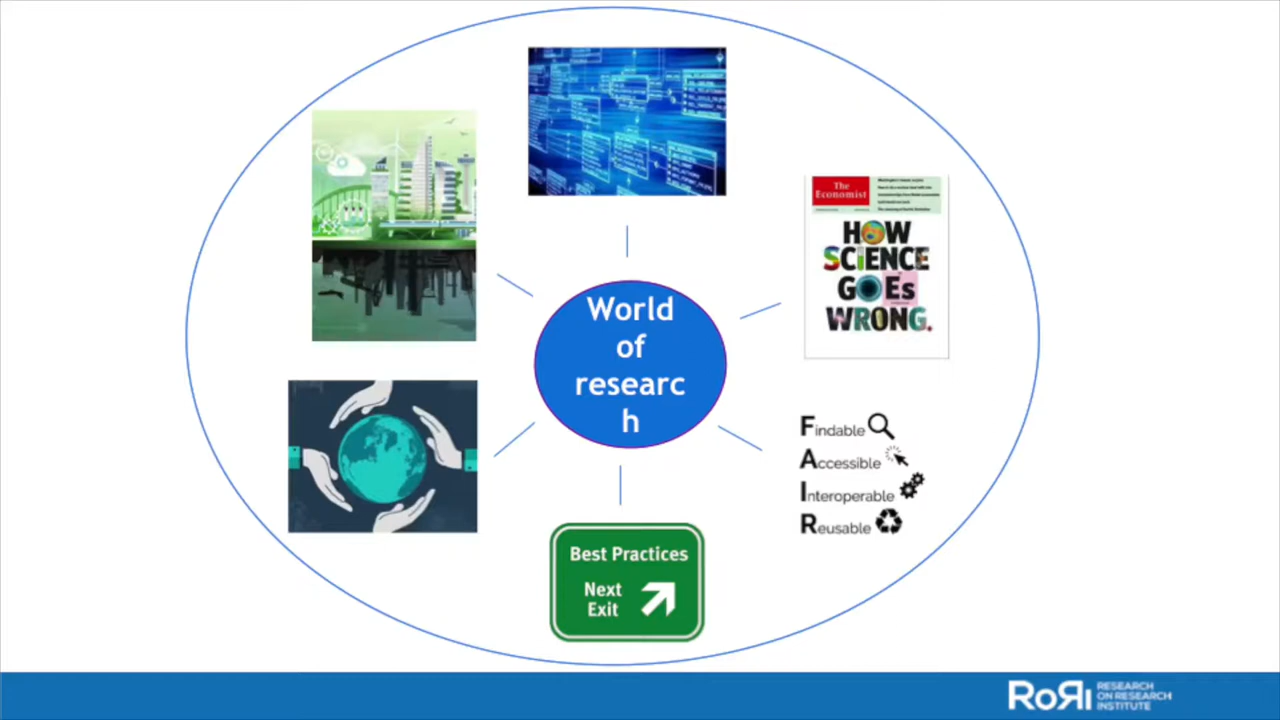 The
Economist
HOW
SCiENCE
GOEs
WRONG.
World
of
researc
h
Findable
Accessible
Interoperable
Reusable
Best Practices
Next
Exit
RoRI RESEARCH
ON RESEARCH
INSTITUTE